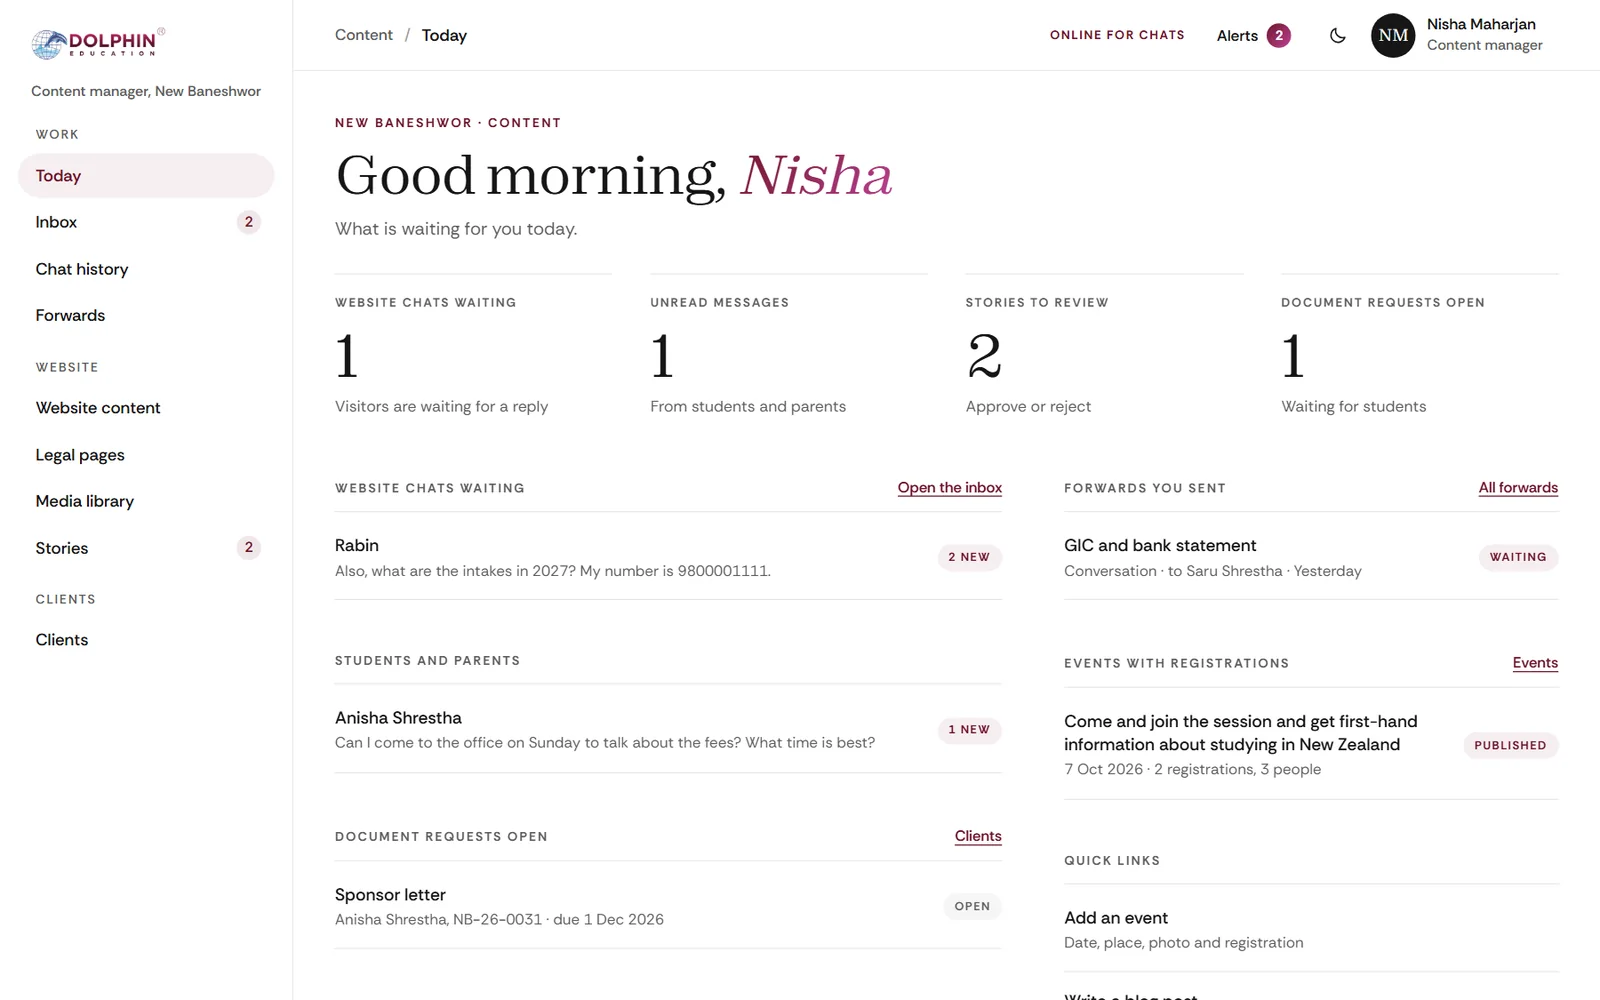 DOLPHIN®
EDUCATION
Content manager, New Baneshwor
WORK
Today
Inbox 2
Chat history
Forwards
WEBSITE
Website content
Legal pages
Media library
Stories 2
CLIENTS
Clients
Content / Today
ONLINE FOR CHATS
Alerts 2
NM
Nisha Maharjan
Content manager
NEW BANESHWOR · CONTENT
Good morning, Nisha
What is waiting for you today.
WEBSITE CHATS WAITING
1
Visitors are waiting for a reply
UNREAD MESSAGES
1
From students and parents
STORIES TO REVIEW
2
Approve or reject
DOCUMENT REQUESTS OPEN
1
Waiting for students
WEBSITE CHATS WAITING Open the inbox
Rabin
Also, what are the intakes in 2027? My number is 9800001111.
2 NEW
STUDENTS AND PARENTS
Anisha Shrestha
Can I come to the office on Sunday to talk about the fees? What time is best?
1 NEW
DOCUMENT REQUESTS OPEN Clients
Sponsor letter
Anisha Shrestha, NB-26-0031 · due 1 Dec 2026
OPEN
FORWARDS YOU SENT All forwards
GIC and bank statement
Conversation · to Saru Shrestha · Yesterday
WAITING
EVENTS WITH REGISTRATIONS Events
Come and join the session and get first-hand
information about studying in New Zealand
7 Oct 2026 · 2 registrations, 3 people
PUBLISHED
QUICK LINKS
Add an event
Date, place, photo and registration
Write a blog post